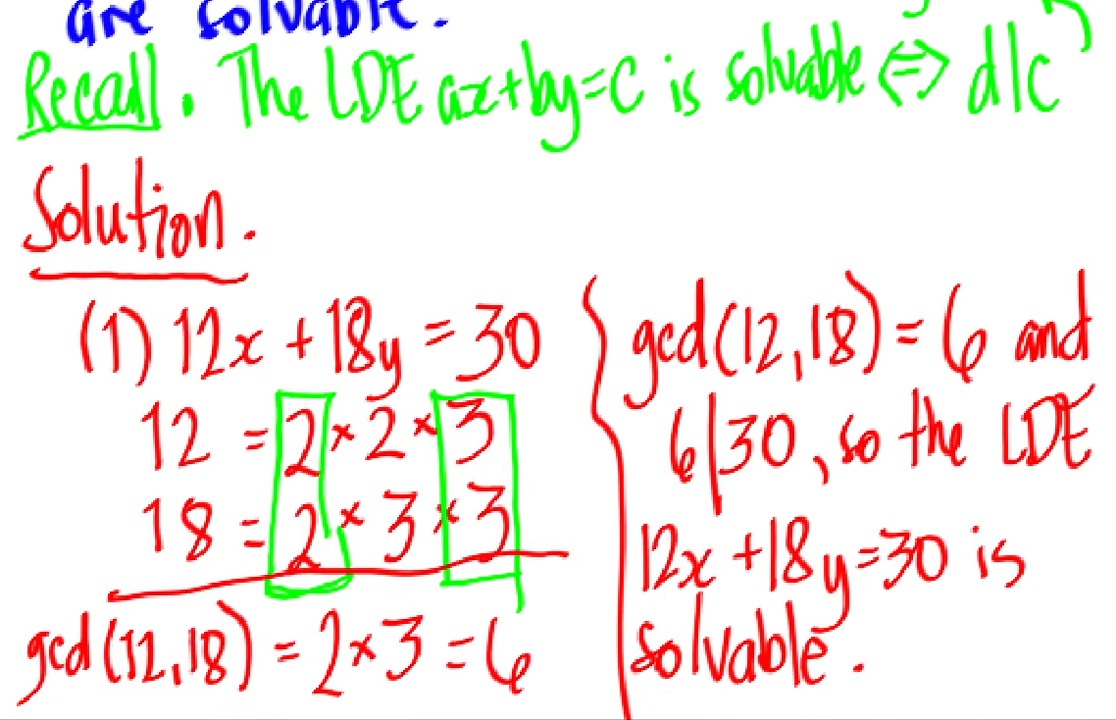 are solvable.
Recall. The LDE ax+by=c is solvable <=> d|c
Solution.
(1) 12x + 18y = 30
12 = 2 × 2 × 3
18 = 2 × 3 × 3
gcd(12,18) = 2×3 = 6
gcd(12,18) = 6 and
6|30, so the LDE
12x +18y=30 is
solvable.